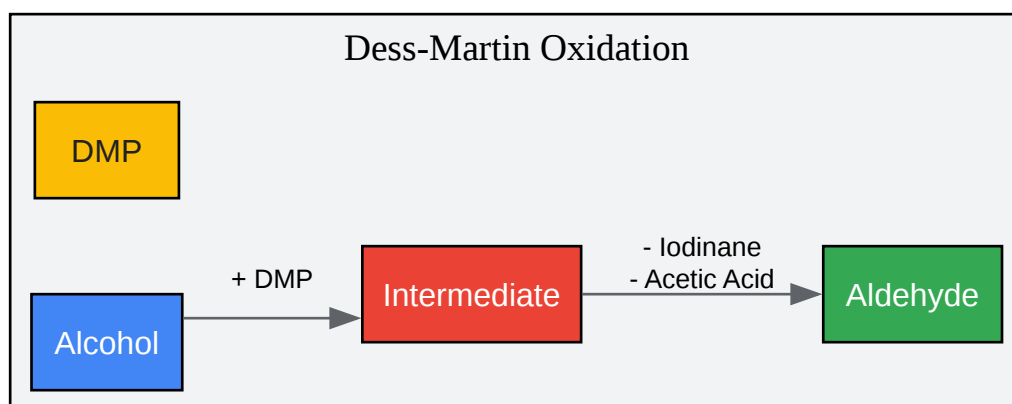 Dess-Martin Oxidation
DMP
+ DMP
- Iodinane
- Acetic Acid
Alcohol
Intermediate
Aldehyde